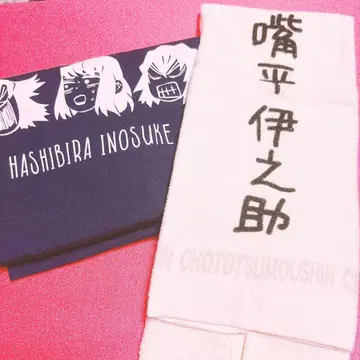 HASHIBIRA INOSUKE
嘴平伊之助
CHOTOTSUMOUSHIN C